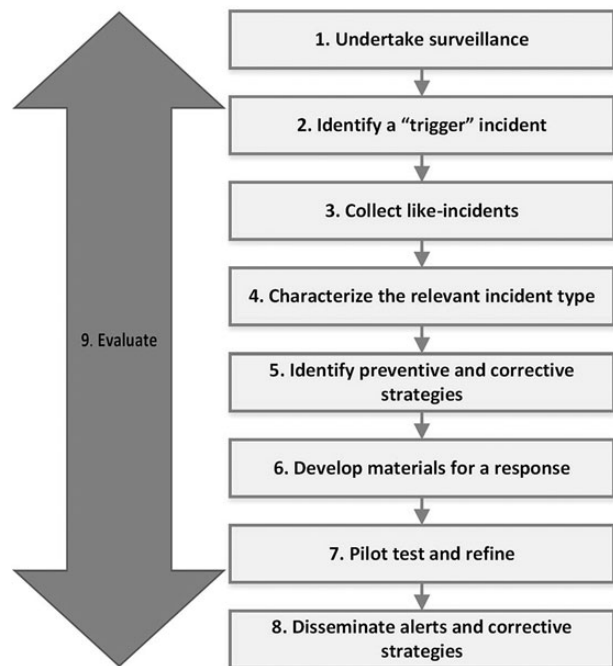 1. Undertake surveillance
2. Identify a “trigger” incident
3. Collect like-incidents
4. Characterize the relevant incident type
9. Evaluate
5. Identify preventive and corrective
strategies
6. Develop materials for a response
7. Pilot test and refine
8. Disseminate alerts and corrective
strategies